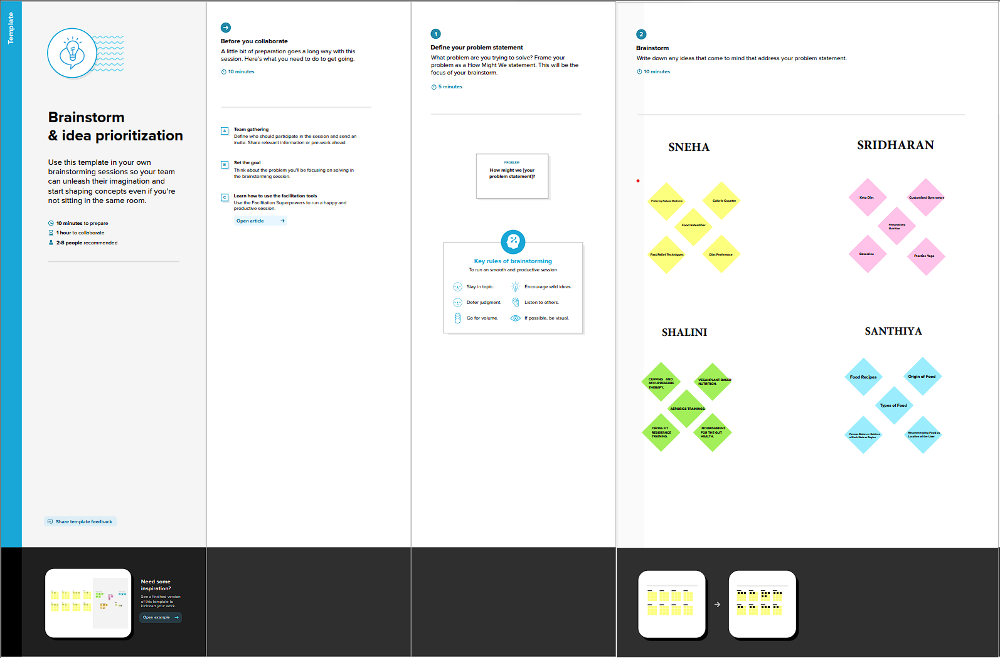 Template
Brainstorm
& idea prioritization
Use this template in your own
brainstorming sessions so your team
can unleash their imagination and
start shaping concepts even if you're
not sitting in the same room.
10 minutes to prepare
1 hour to collaborate
2-8 people recommended
Share template feedback
Need some
inspiration?
See a finished version
of this template to
kickstart your work.
Open example
Before you collaborate
A little bit of preparation goes a long way with this
session. Here's what you need to do to get going.
10 minutes
A
Team gathering
Define who should participate in the session and send an
invite. Share relevant information or pre-work ahead.
B
Set the goal
Think about the problem you'll be focusing on solving in
the brainstorming session.
C
Learn how to use the facilitation tools
Use the Facilitation Superpowers to run a happy and
productive session.
Open article
1
Define your problem statement
What problem are you trying to solve? Frame your
problem as a How Might We statement. This will be the
focus of your brainstorm.
5 minutes
PROBLEM
How might we [your
problem statement]?
Key rules of brainstorming
To run an smooth and productive session
Stay in topic.
Encourage wild ideas.
Defer judgment.
Listen to others.
Go for volume.
If possible, be visual.
2
Brainstorm
Write down any ideas that come to mind that address your problem statement.
10 minutes
SNEHA
Prefering Natural Medicine
Calorie Counter
Food Indentifier
Fast Relief Techniques
Diet Preference
SRIDHARAN
Keto Diet
Customised Gym wears
Personalised
Nutrition
Boxercise
Practice Yoga
SHALINI
CUPPING AND
ACCUPRESSURE
THERAPY.
VEGANPLANT BASED
NUTRITION.
AEROBICS TRAININGS.
CROSS FIT
RESISTANCE
TRAINING.
NOURISHMENT
FOR THE GUT
HEALTH.
SANTHIYA
Food Recipes
Origin of Food
Types of Food
Famous Dishes or Cuisines
of Each State or Region
Recommending Food by
Location of the User